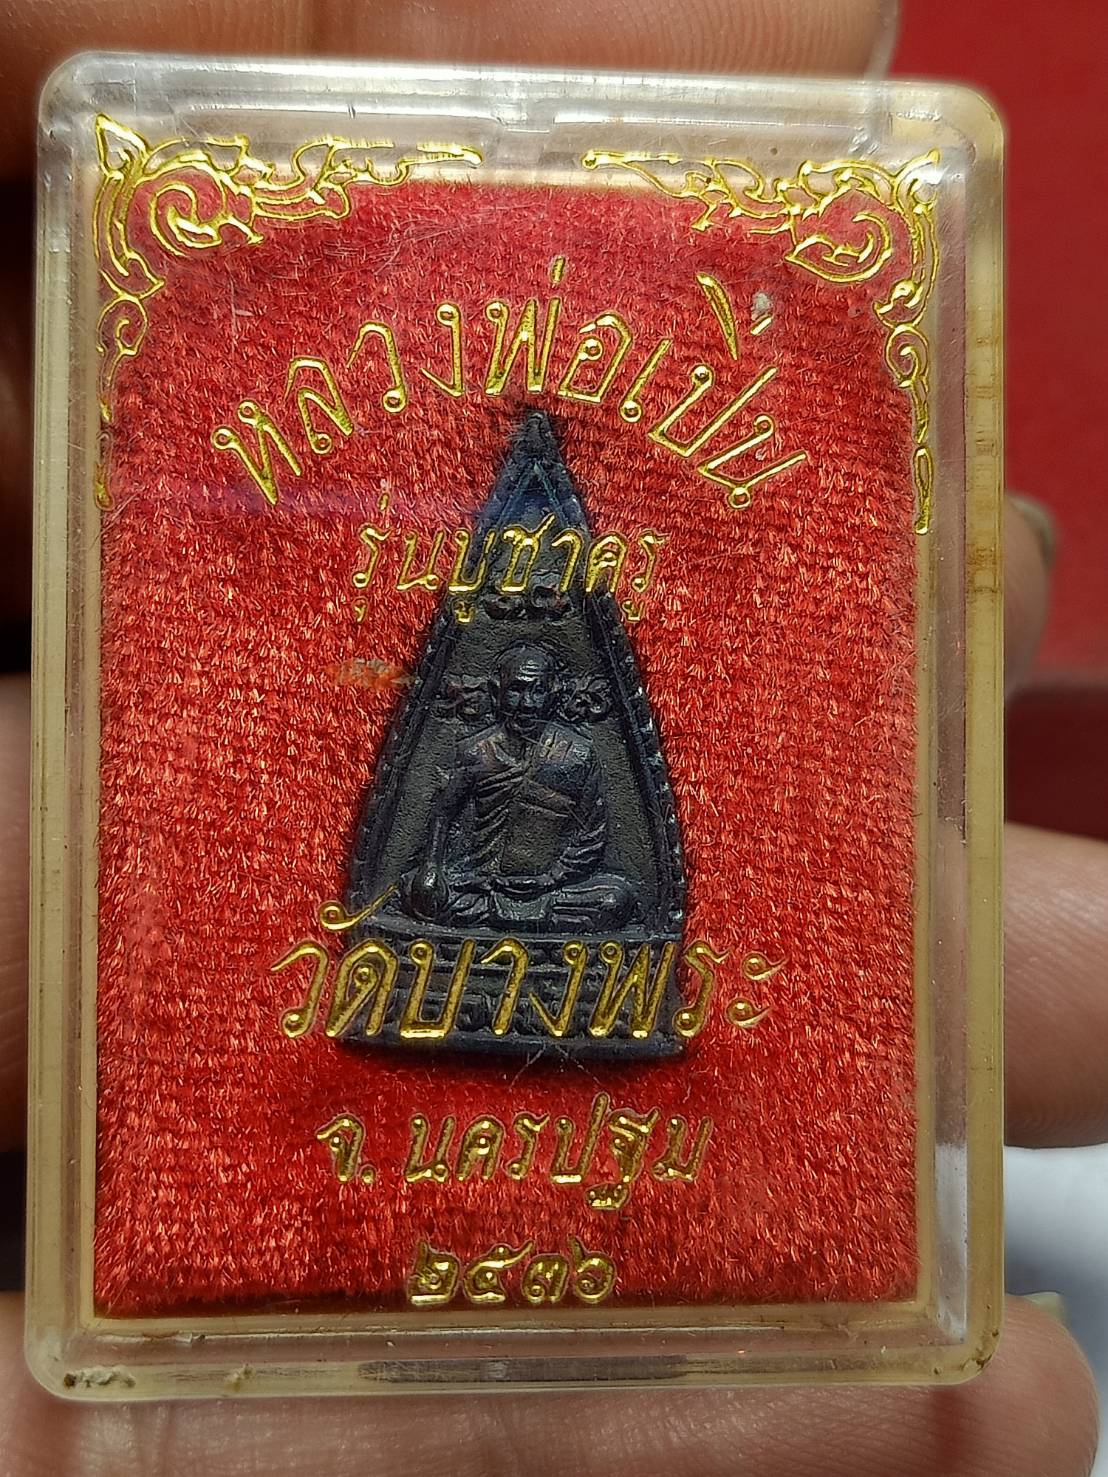 หลวงพ่อเปิ่น
รุ่นบูชาครู
วัดบางพระ
จ. นครปฐม
๒๕๓๖